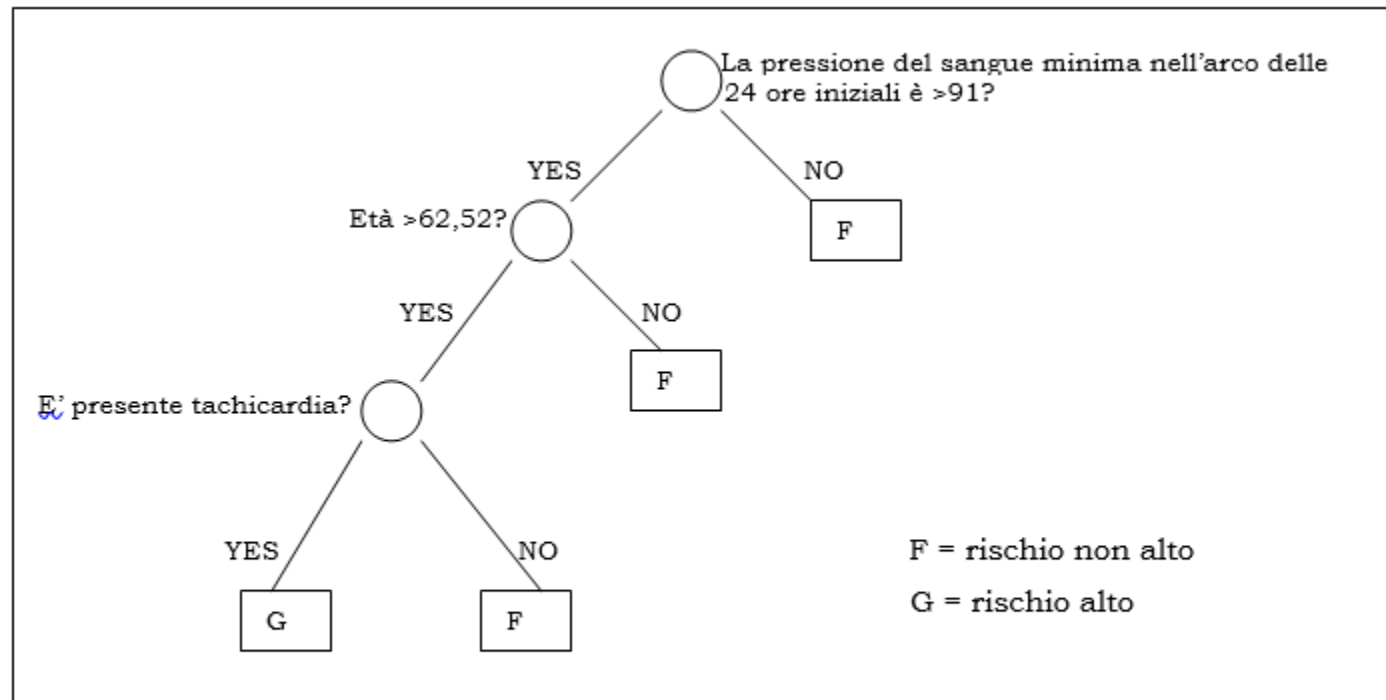 La pressione del sangue minima nell'arco delle
24 ore iniziali è >91?
YES
NO
Età >62,52?
F
YES
NO
F
E' presente tachicardia?
YES
NO
F = rischio non alto
G = rischio alto
G
F